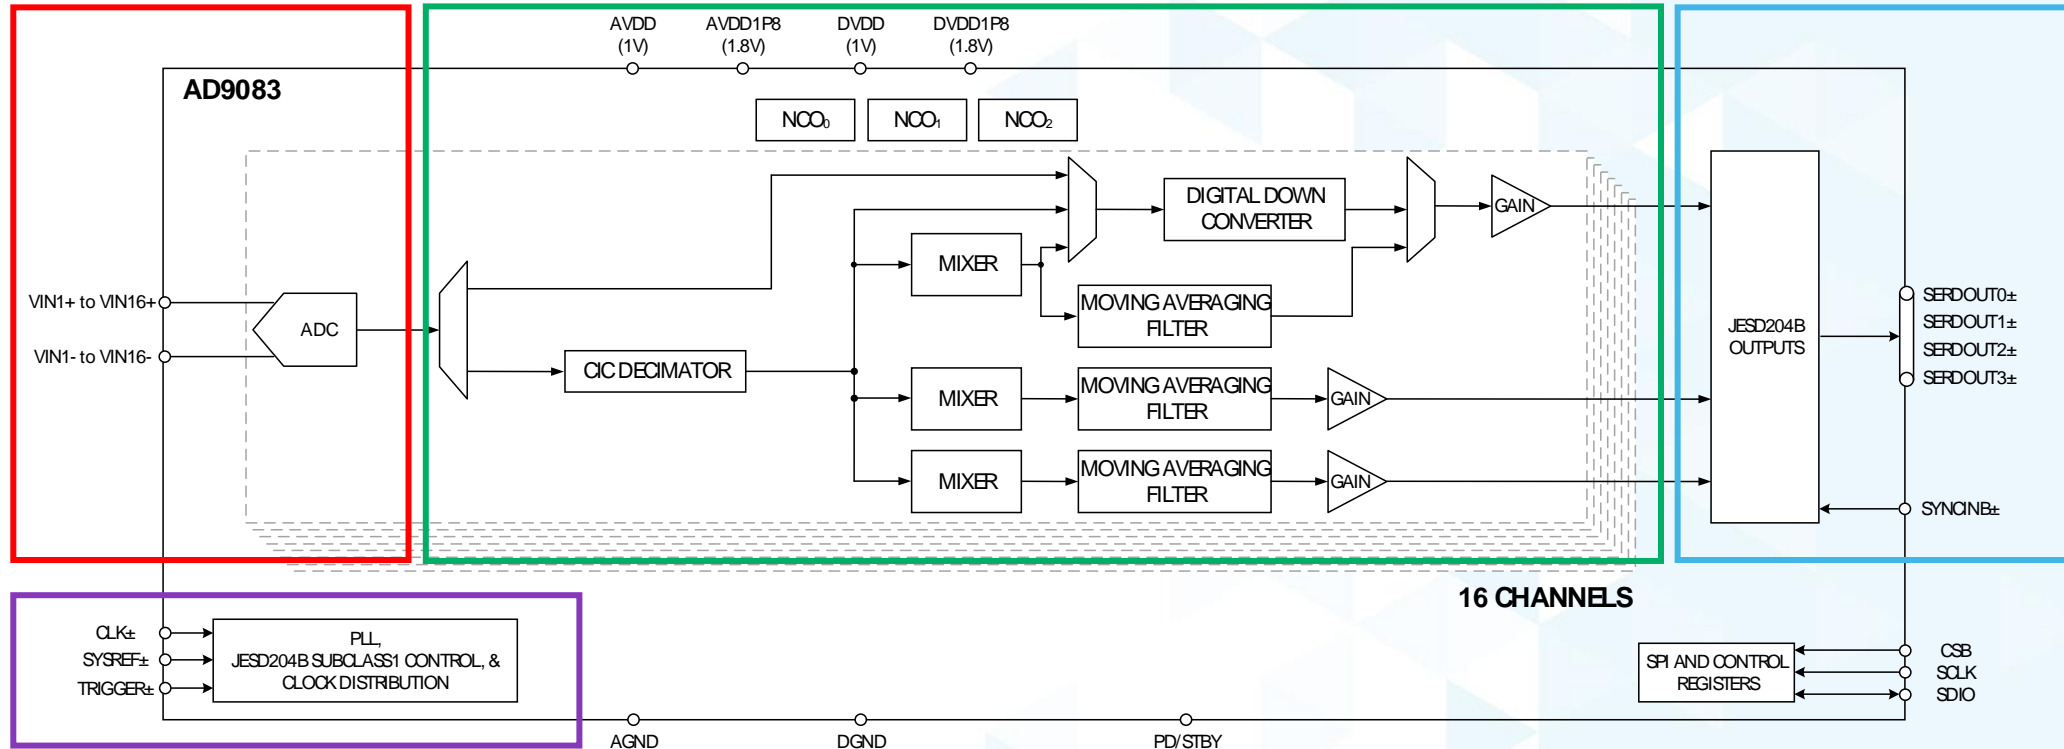 AVDD
(1V)
AVDD1P8
(1.8V)
DVDD
(1V)
DVDD1P8
(1.8V)
AD9083
NCO0
NCO1
NCO2
DIGITAL DOWN
CONVERTER
GAIN
MIXER
MOVING AVERAGING
FILTER
VIN1+ to VIN16+
VIN1- to VIN16-
ADC
CIC DECIMATOR
MIXER
MOVING AVERAGING
FILTER
GAIN
MIXER
MOVING AVERAGING
FILTER
GAIN
JESD204B
OUTPUTS
SERDOUT0±
SERDOUT1±
SERDOUT2±
SERDOUT3±
SYNCINB±
16 CHANNELS
CLK±
SYSREF±
TRIGGER±
PLL,
JESD204B SUBCLASS1 CONTROL, &
CLOCK DISTRIBUTION
SPI AND CONTROL
REGISTERS
CSB
SCLK
SDIO
AGND
DGND
PD/STBY